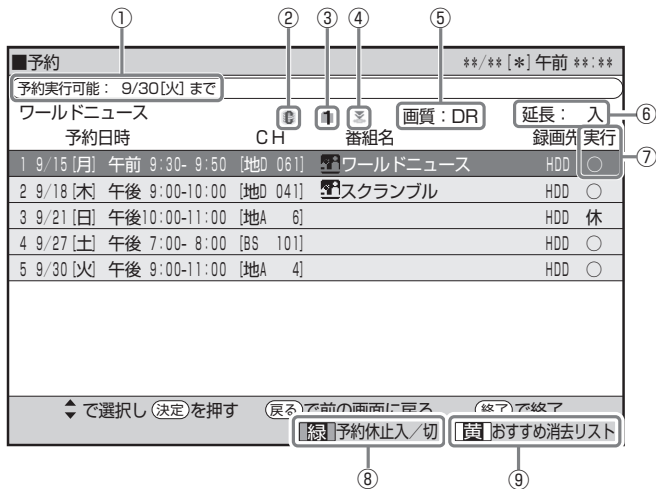 ① ② ③ ④ ⑤
■予約 **/** [*] 午前 **:**
予約実行可能： 9/30[火] まで
ワールドニュース C 1 画質：DR 延長： 入 ⑥
予約日時 CH 番組名 録画先 実行 ⑦
1 9/15[月] 午前 9:30- 9:50 [地D 061] ワールドニュース HDD ○
2 9/18[木] 午後 9:00-10:00 [地D 041] スクランブル HDD ○
3 9/21[日] 午後10:00-11:00 [地A 6] HDD 休
4 9/27[土] 午後 7:00- 8:00 [BS 101] HDD ○
5 9/30[火] 午後 9:00-11:00 [地A 4] HDD ○
で選択し 決定 を押す 戻る で前の画面に戻る 終了 で終了
緑 予約休止入／切 黄 おすすめ消去リスト
⑧ ⑨